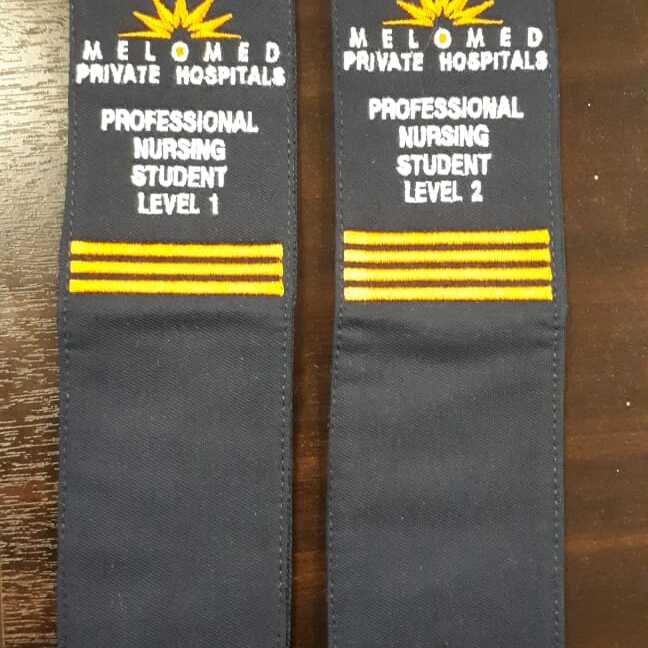 MELOMED
PRIVATE HOSPITALS
PROFESSIONAL
NURSING
STUDENT
LEVEL 1
MELOMED
PRIVATE HOSPITALS
PROFESSIONAL
NURSING
STUDENT
LEVEL 2